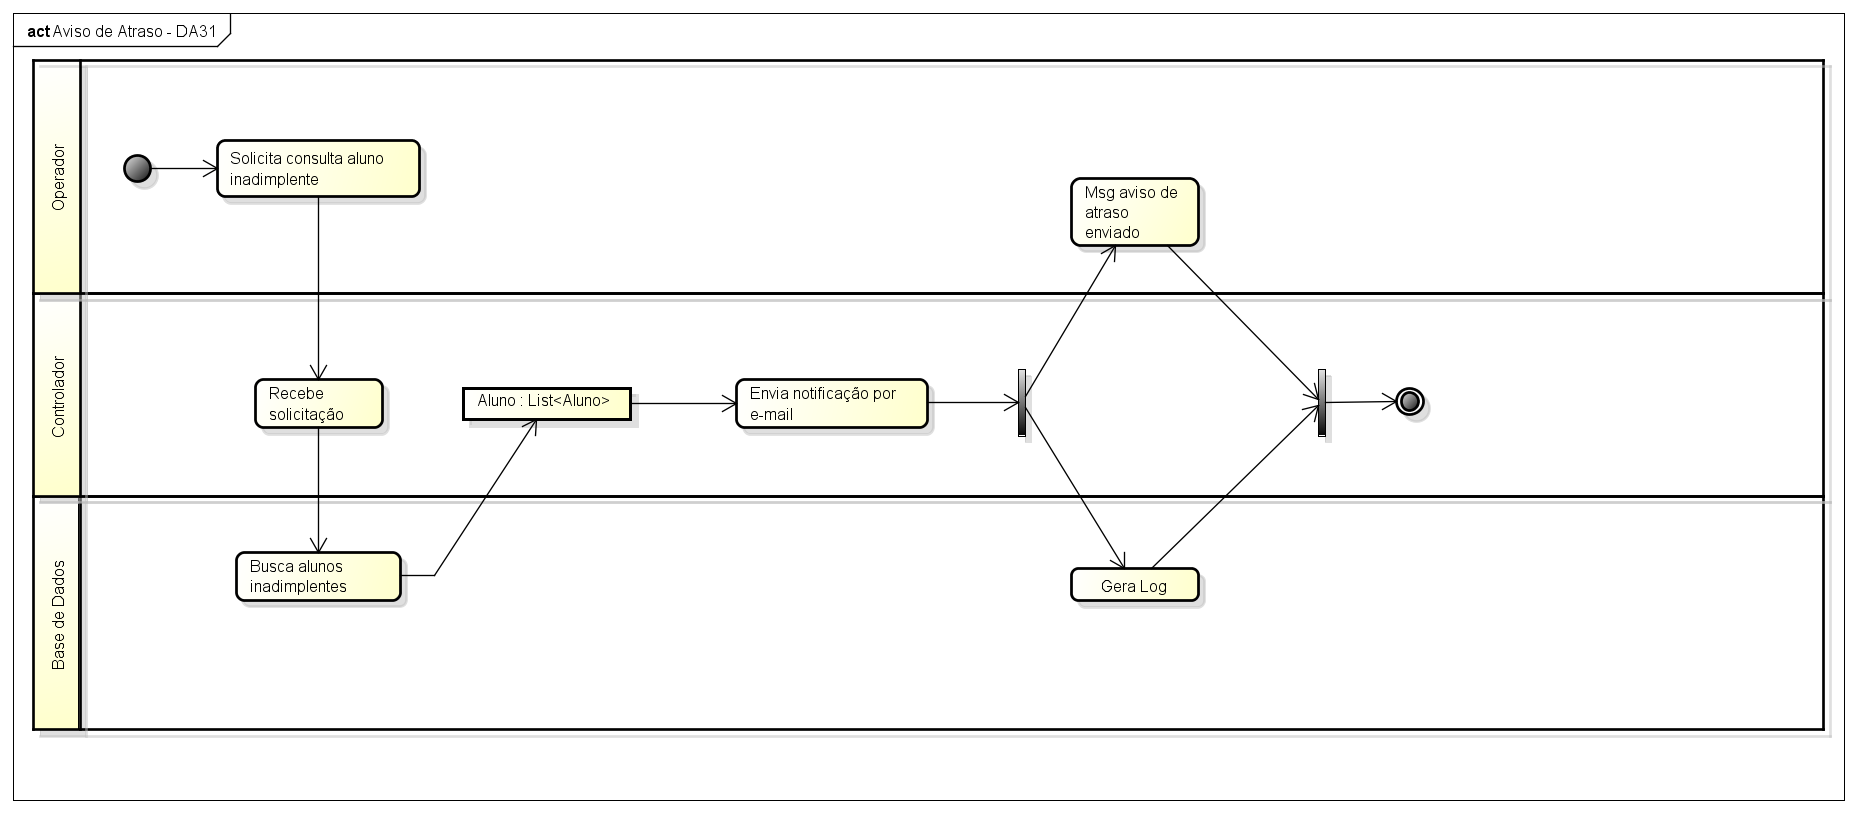 act Aviso de Atraso - DA31
Operador
Solicita consulta aluno
inadimplente
Msg aviso de
atraso
enviado
Controlador
Recebe
solicitação
Aluno : List<Aluno>
Envia notificação por
e-mail
Base de Dados
Busca alunos
inadimplentes
Gera Log